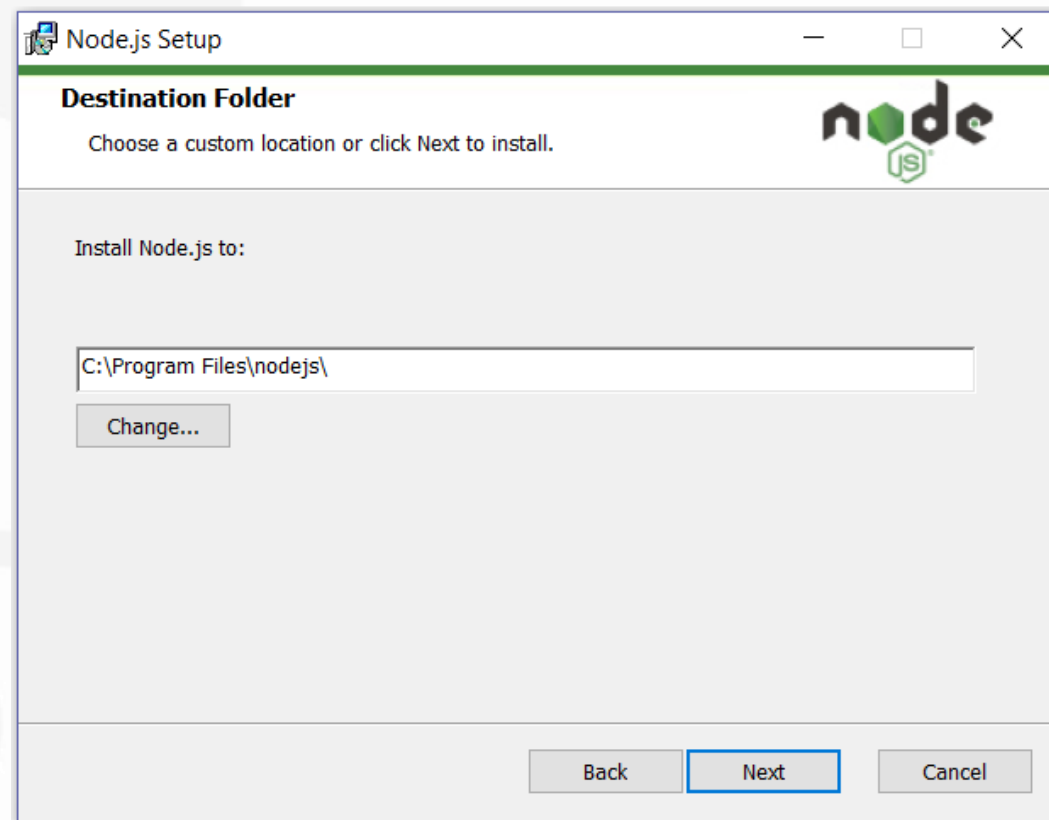 Node.js Setup
Destination Folder
Choose a custom location or click Next to install.
node
JS
Install Node.js to:
C:\Program Files\nodejs\
Change...
Back Next Cancel